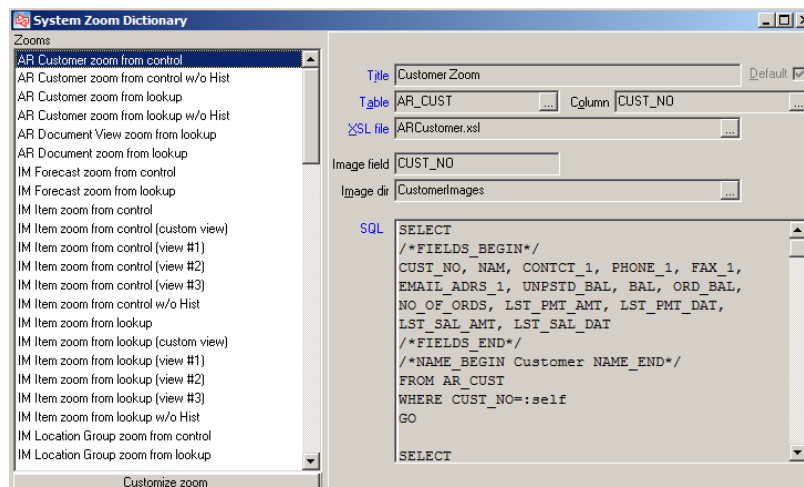 System Zoom Dictionary
Zooms
AR Customer zoom from control
AR Customer zoom from control w/o Hist
AR Customer zoom from lookup
AR Customer zoom from lookup w/o Hist
AR Document View zoom from lookup
AR Document zoom from lookup
IM Forecast zoom from control
IM Forecast zoom from lookup
IM Item zoom from control
IM Item zoom from control (custom view)
IM Item zoom from control (view #1)
IM Item zoom from control (view #2)
IM Item zoom from control (view #3)
IM Item zoom from control w/o Hist
IM Item zoom from lookup
IM Item zoom from lookup (custom view)
IM Item zoom from lookup (view #1)
IM Item zoom from lookup (view #2)
IM Item zoom from lookup (view #3)
IM Item zoom from lookup w/o Hist
IM Location Group zoom from control
IM Location Group zoom from lookup
Customize zoom
Title Customer Zoom Default
Table AR_CUST ... Column CUST_NO ...
XSL file ARCustomer.xsl ...
Image field CUST_NO
Image dir CustomerImages ...
SQL SELECT
/*FIELDS_BEGIN*/
CUST_NO, NAM, CONTCT_1, PHONE_1, FAX_1,
EMAIL_ADRS_1, UNPSTD_BAL, BAL, ORD_BAL,
NO_OF_ORDS, LST_PMT_AMT, LST_PMT_DAT,
LST_SAL_AMT, LST_SAL_DAT
/*FIELDS_END*/
/*NAME_BEGIN Customer NAME_END*/
FROM AR_CUST
WHERE CUST_NO=:self
GO
SELECT